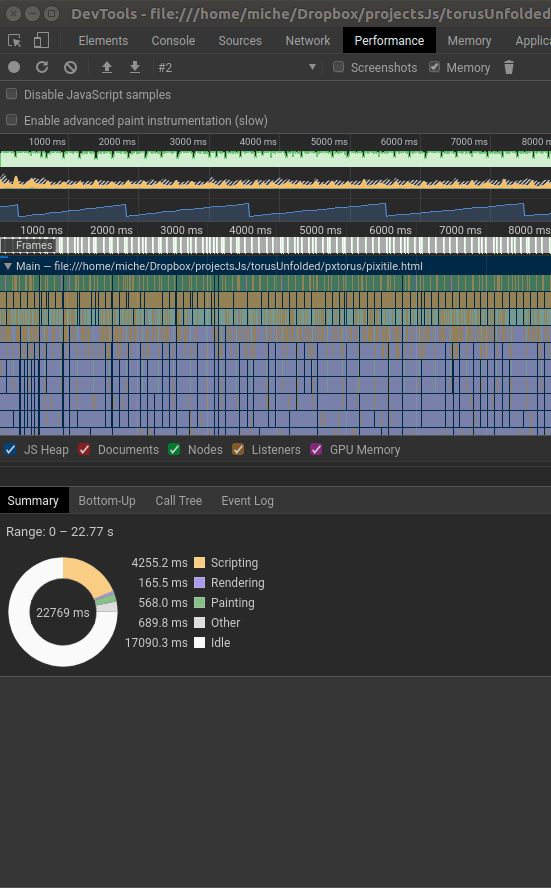 DevTools - file:///home/miche/Dropbox/projectsJs/torusUnfolded
Elements Console Sources Network Performance Memory Applic
#2 Screenshots Memory
Disable JavaScript samples
Enable advanced paint instrumentation (slow)
1000 ms 2000 ms 3000 ms 4000 ms 5000 ms 6000 ms 7000 ms 8000 m
1000 ms 2000 ms 3000 ms 4000 ms 5000 ms 6000 ms 7000 ms 8000 ms
Frames
Main — file:///home/miche/Dropbox/projectsJs/torusUnfolded/pxtorus/pixitile.html
JS Heap Documents Nodes Listeners GPU Memory
Summary Bottom-Up Call Tree Event Log
Range: 0 – 22.77 s
4255.2 ms Scripting
165.5 ms Rendering
22769 ms
568.0 ms Painting
689.8 ms Other
17090.3 ms Idle